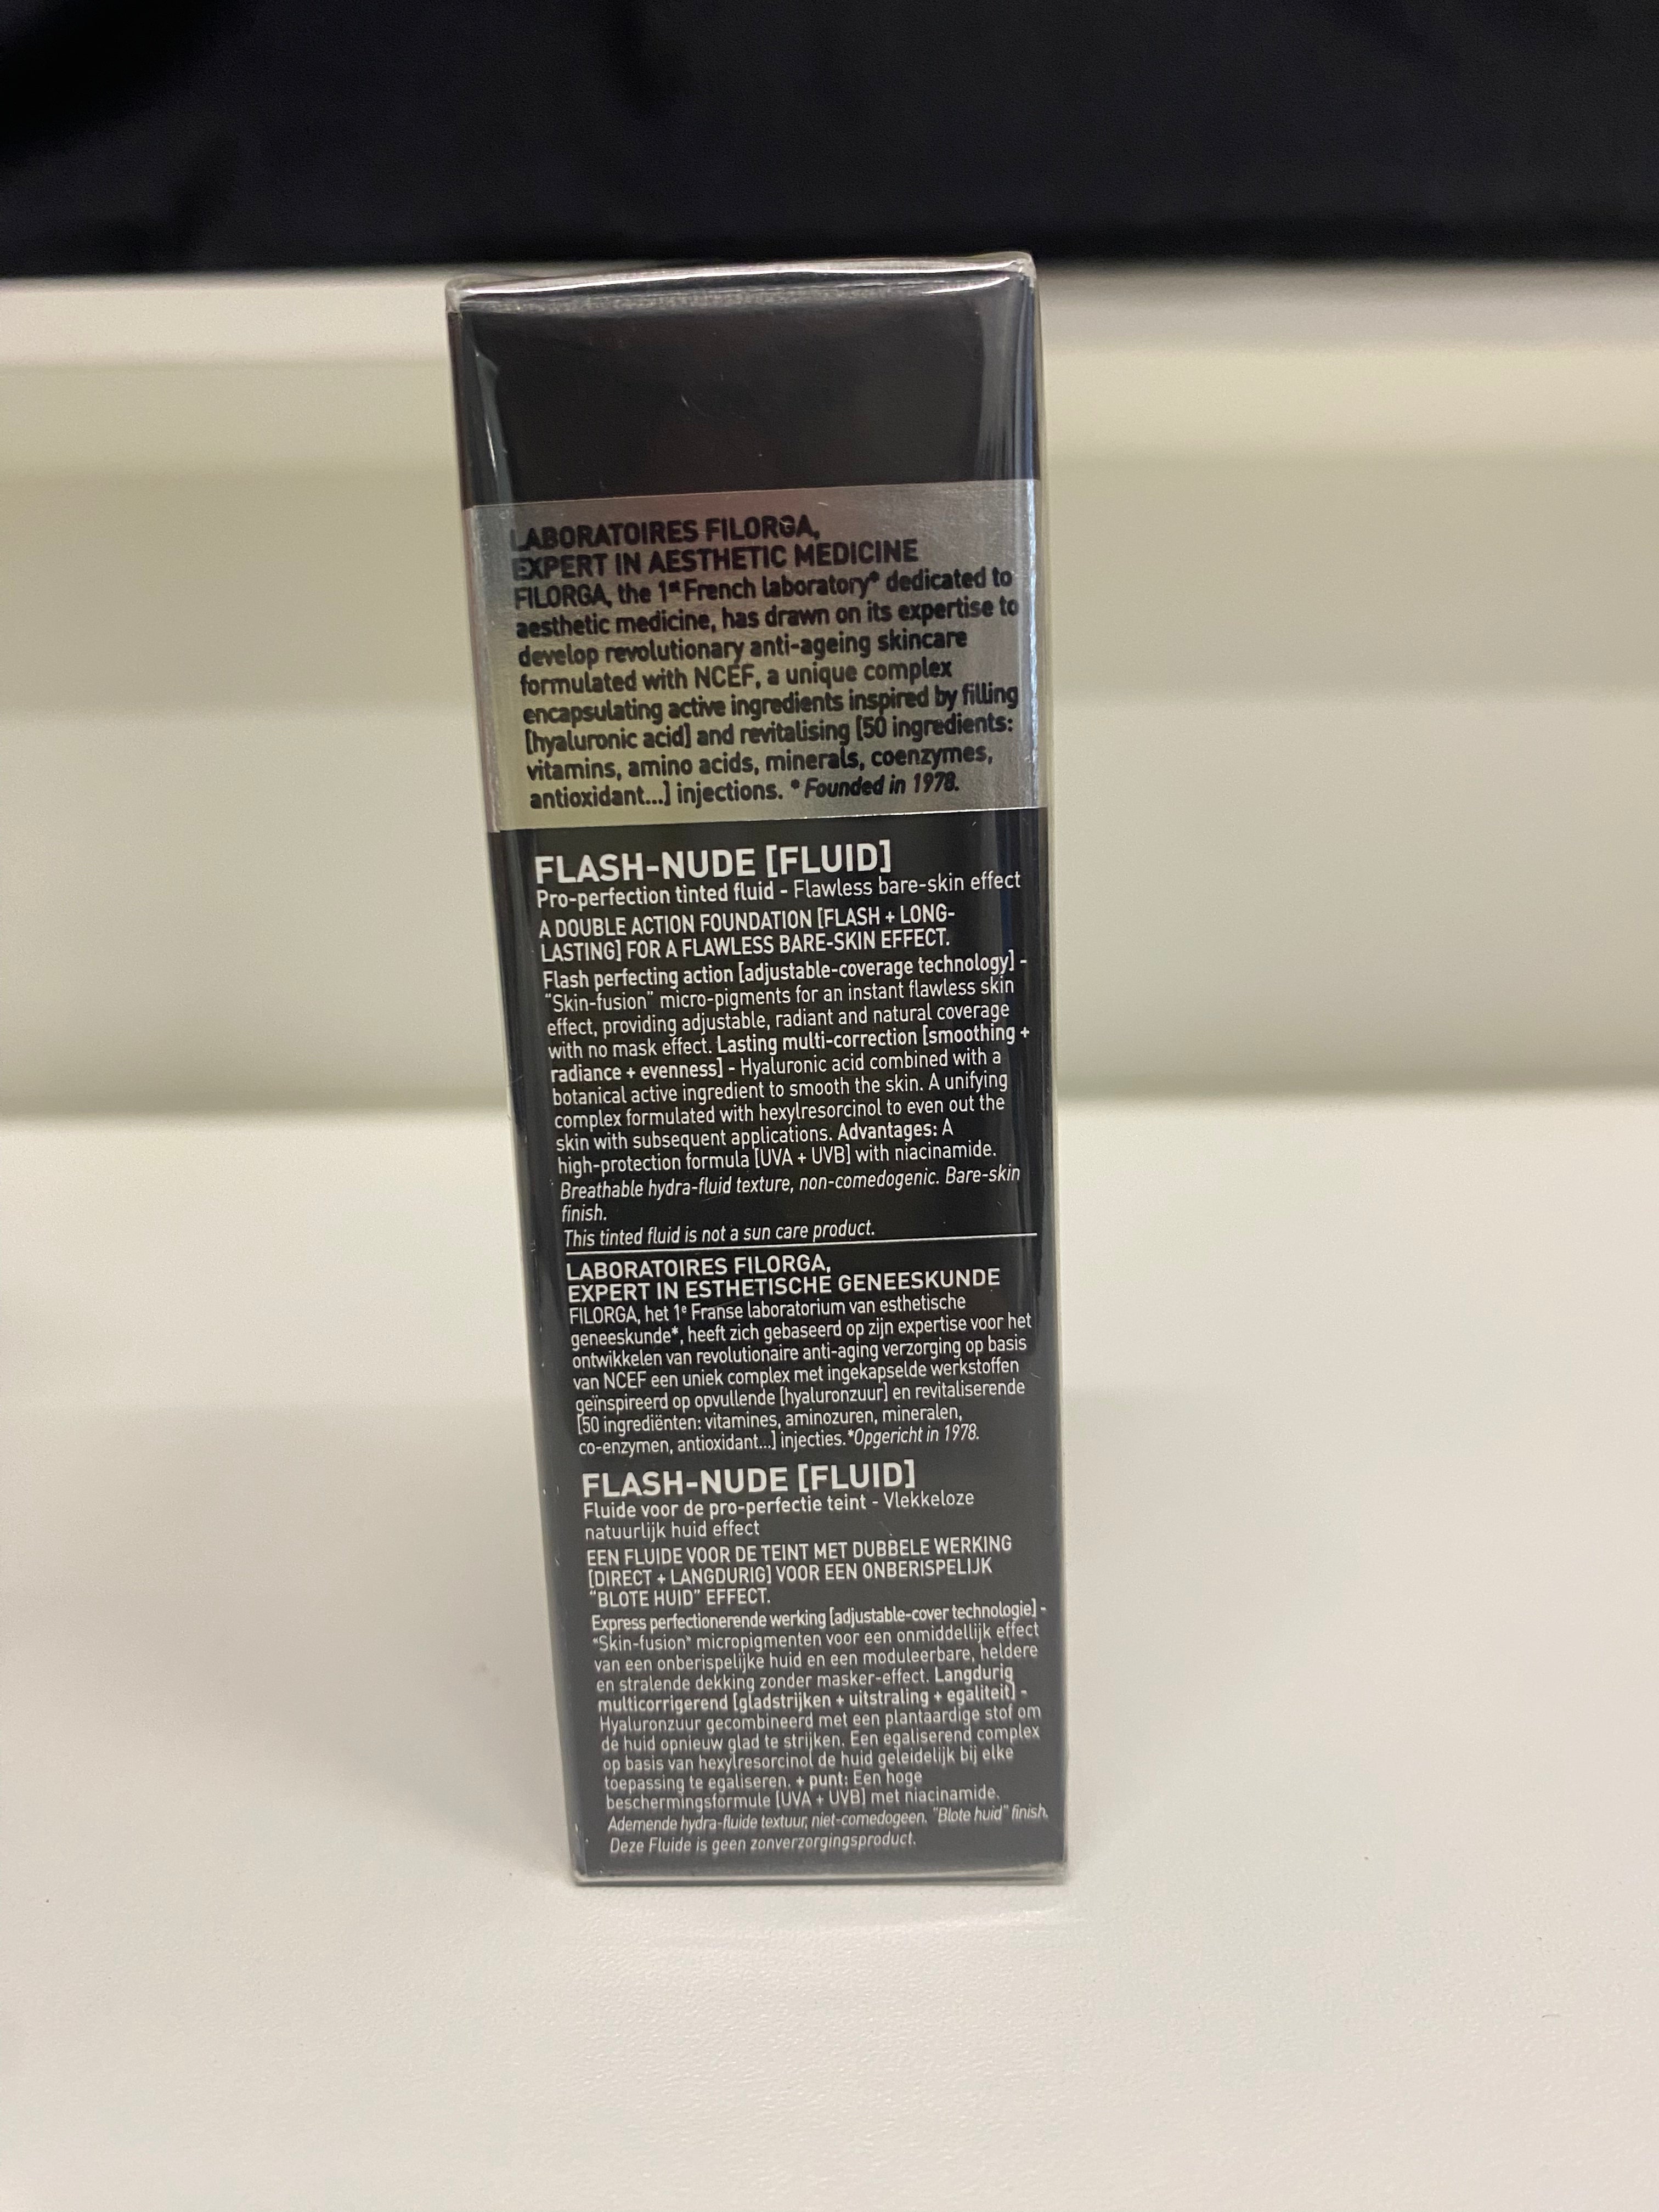 LABORATOIRES FILORGA,
EXPERT IN AESTHETIC MEDICINE
FILORGA, the 1st French laboratory* dedicated to
aesthetic medicine, has drawn on its expertise to
develop revolutionary anti-ageing skincare
formulated with NCEF, a unique complex
encapsulating active ingredients inspired by filling
[hyaluronic acid] and revitalising [50 ingredients:
vitamins, amino acids, minerals, coenzymes,
antioxidant...] injections. * Founded in 1978.
FLASH-NUDE [FLUID]
Pro-perfection tinted fluid - Flawless bare-skin effect
A DOUBLE ACTION FOUNDATION [FLASH + LONG-
LASTING] FOR A FLAWLESS BARE-SKIN EFFECT.
Flash perfecting action [adjustable-coverage technology] -
"Skin-fusion" micro-pigments for an instant flawless skin
effect, providing adjustable, radiant and natural coverage
with no mask effect. Lasting multi-correction [smoothing +
radiance + evenness] - Hyaluronic acid combined with a
botanical active ingredient to smooth the skin. A unifying
complex formulated with hexylresorcinol to even out the
skin with subsequent applications. Advantages: A
high-protection formula [UVA + UVB] with niacinamide.
Breathable hydra-fluid texture, non-comedogenic. Bare-skin
finish.
This tinted fluid is not a sun care product.
LABORATOIRES FILORGA,
EXPERT IN ESTHETISCHE GENEESKUNDE
FILORGA, het 1e Franse laboratorium van esthetische
geneeskunde*, heeft zich gebaseerd op zijn expertise voor het
ontwikkelen van revolutionaire anti-aging verzorging op basis
van NCEF een uniek complex met ingekapselde werkstoffen
geïnspireerd op opvullende [hyaluronzuur] en revitaliserende
[50 ingrediënten: vitamines, aminozuren, mineralen,
co-enzymen, antioxidant...] injecties.*Opgericht in 1978.
FLASH-NUDE [FLUID]
Fluide voor de pro-perfectie teint - Vlekkeloze
natuurlijk huid effect
EEN FLUIDE VOOR DE TEINT MET DUBBELE WERKING
[DIRECT + LANGDURIG] VOOR EEN ONBERISPELIJK
"BLOTE HUID" EFFECT.
Express perfectionerende werking [adjustable-cover technologie] -
"Skin-fusion" micropigmenten voor een onmiddellijk effect
van een onberispelijke huid en een moduleerbare, heldere
en stralende dekking zonder masker-effect. Langdurig
multicorrigerend [gladstrijken + uitstraling + egaliteit] -
Hyaluronzuur gecombineerd met een plantaardige stof om
de huid opnieuw glad te strijken. Een egaliserend complex
op basis van hexylresorcinol de huid geleidelijk bij elke
toepassing te egaliseren. + punt: Een hoge
beschermingsformule [UVA + UVB] met niacinamide.
Ademende hydra-fluide textuur, niet-comedogeen. "Blote huid" finish.
Deze Fluide is geen zonverzorgingsproduct.